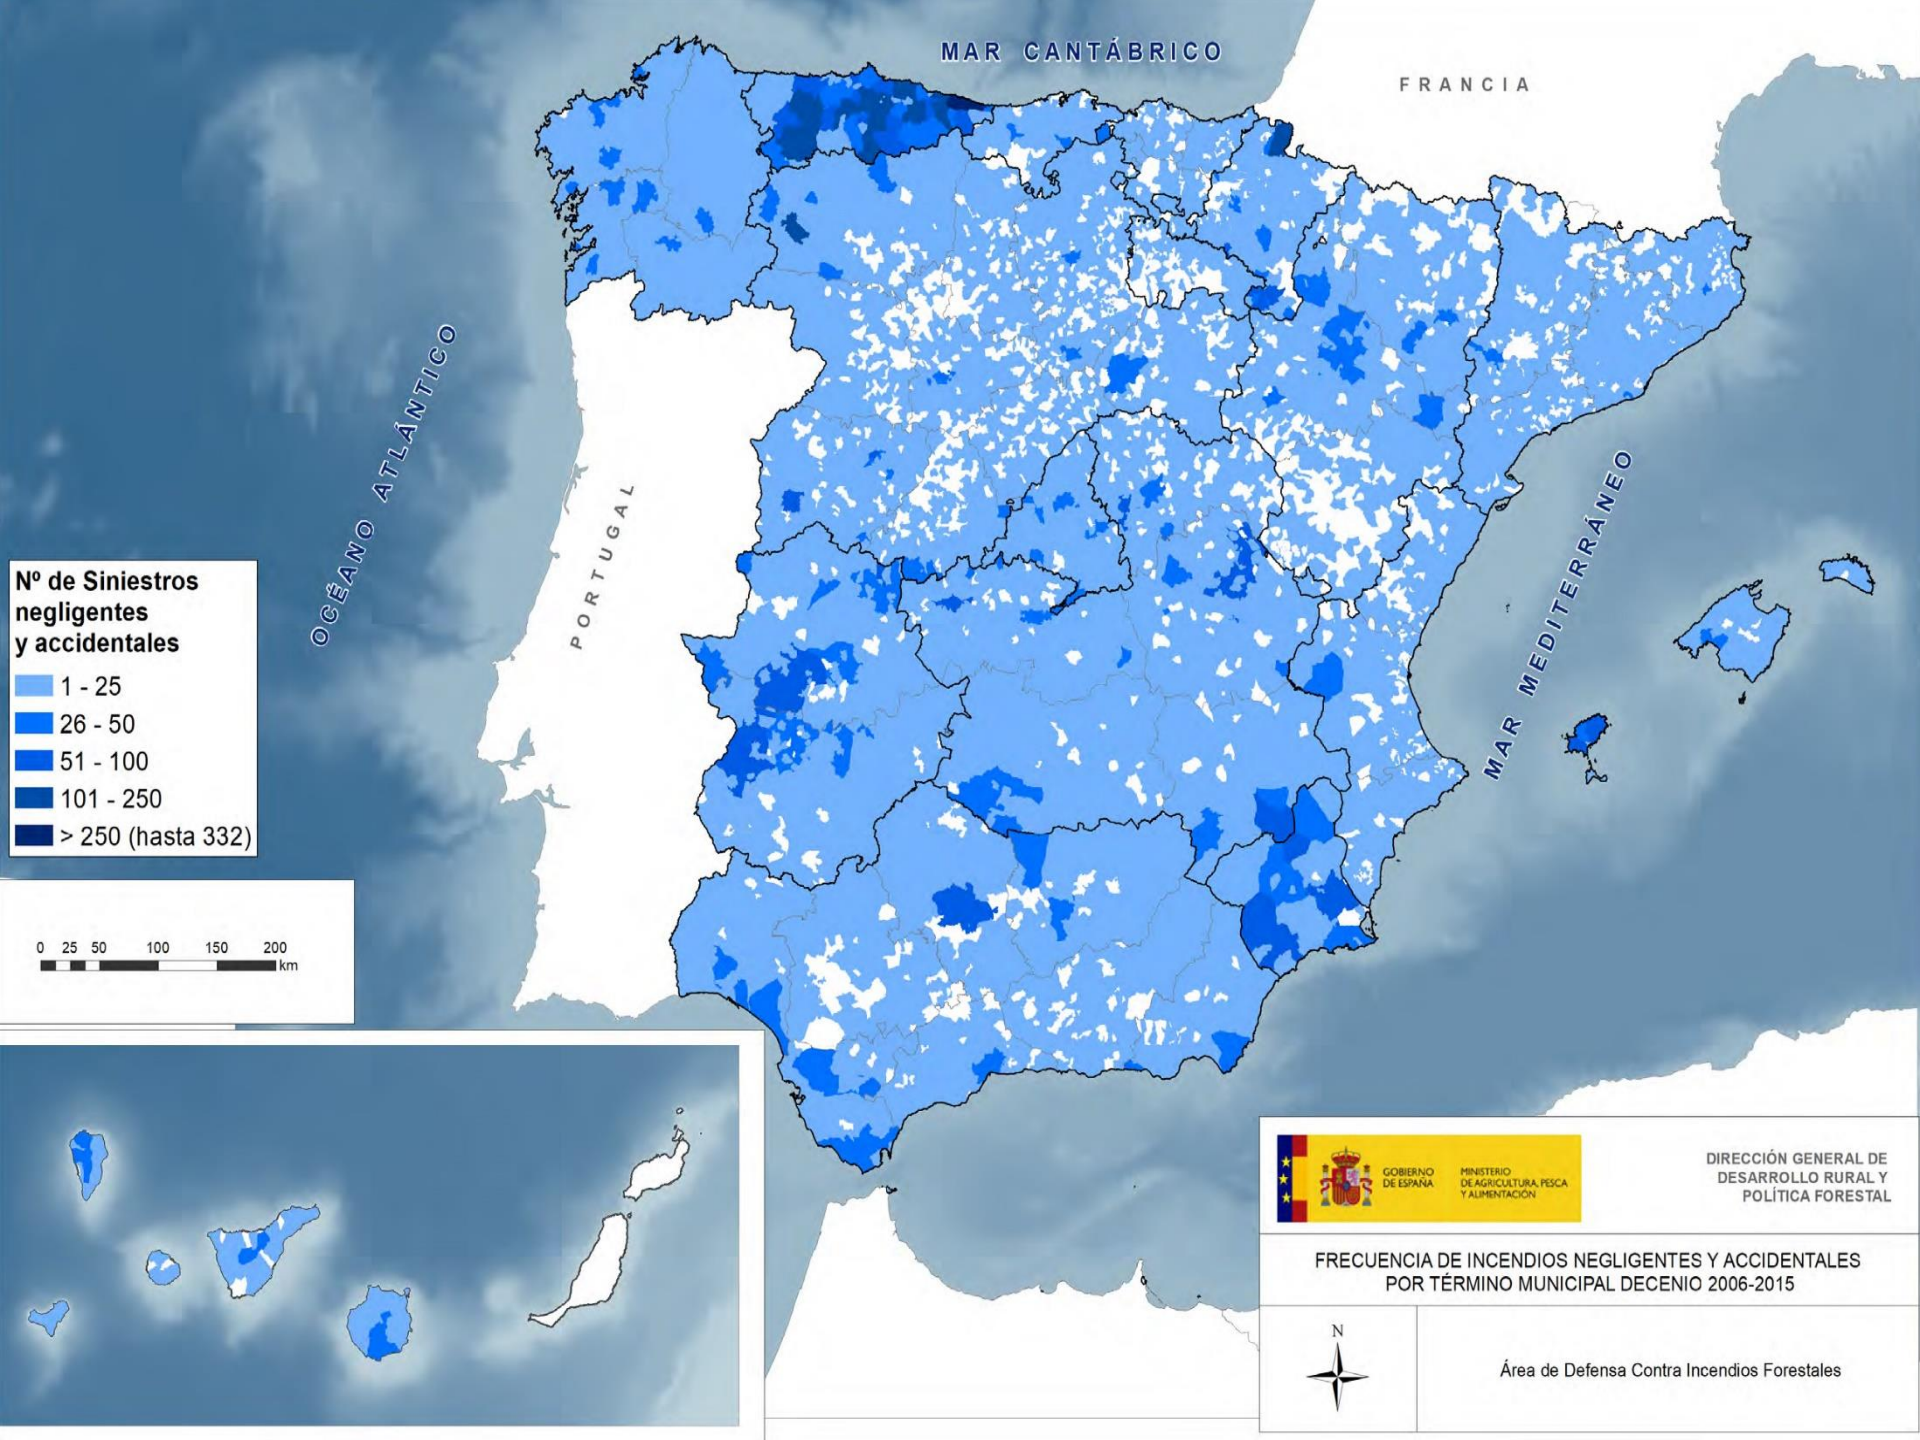 MAR CANTÁBRICO
FRANCIA
OCÉANO ATLÁNTICO
PORTUGAL
MAR MEDITERRÁNEO
Nº de Siniestros
negligentes
y accidentales
1 - 25
26 - 50
51 - 100
101 - 250
> 250 (hasta 332)
0 25 50 100 150 200
km
GOBIERNO
DE ESPAÑA
MINISTERIO
DE AGRICULTURA, PESCA
Y ALIMENTACIÓN
DIRECCIÓN GENERAL DE
DESARROLLO RURAL Y
POLÍTICA FORESTAL
FRECUENCIA DE INCENDIOS NEGLIGENTES Y ACCIDENTALES
POR TÉRMINO MUNICIPAL DECENIO 2006-2015
N
Área de Defensa Contra Incendios Forestales